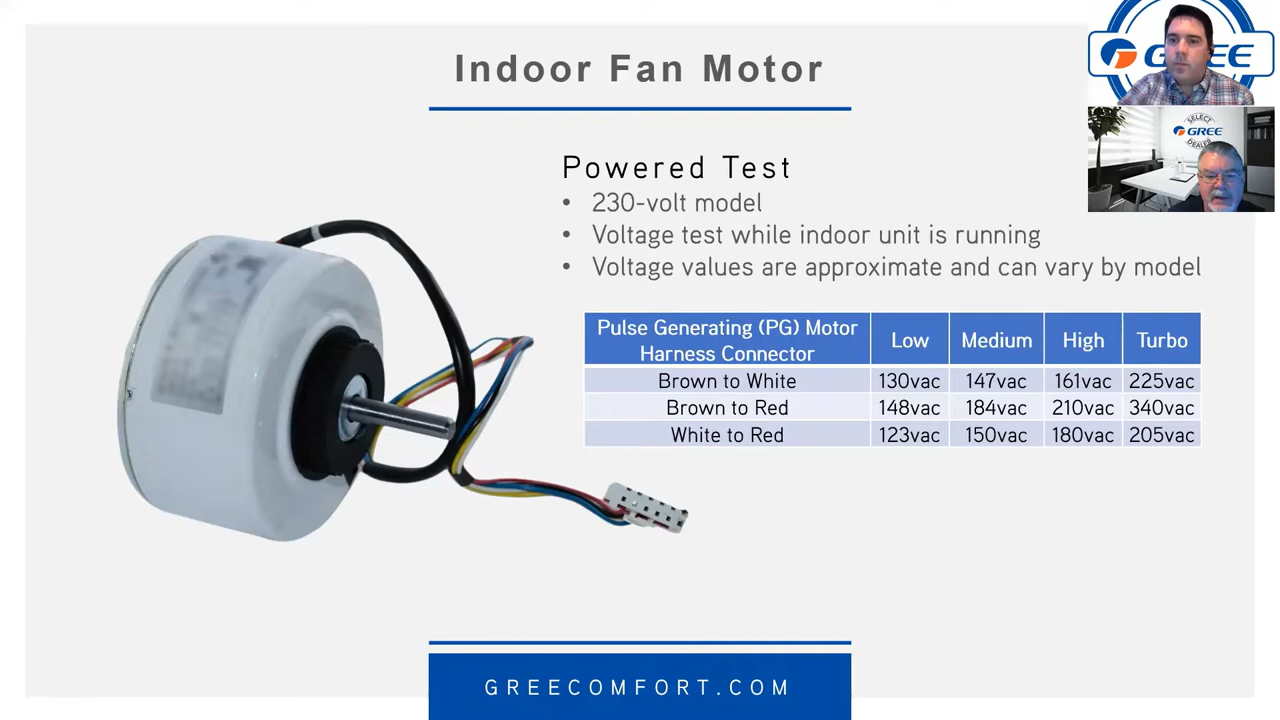 Indoor Fan Motor
GREE
SELECT
GREE
DEALER
Powered Test
• 230-volt model
• Voltage test while indoor unit is running
• Voltage values are approximate and can vary by model
Pulse Generating (PG) Motor
Harness Connector
Low Medium High Turbo
Brown to White 130vac 147vac 161vac 225vac
Brown to Red 148vac 184vac 210vac 340vac
White to Red 123vac 150vac 180vac 205vac
GREECOMFORT.COM